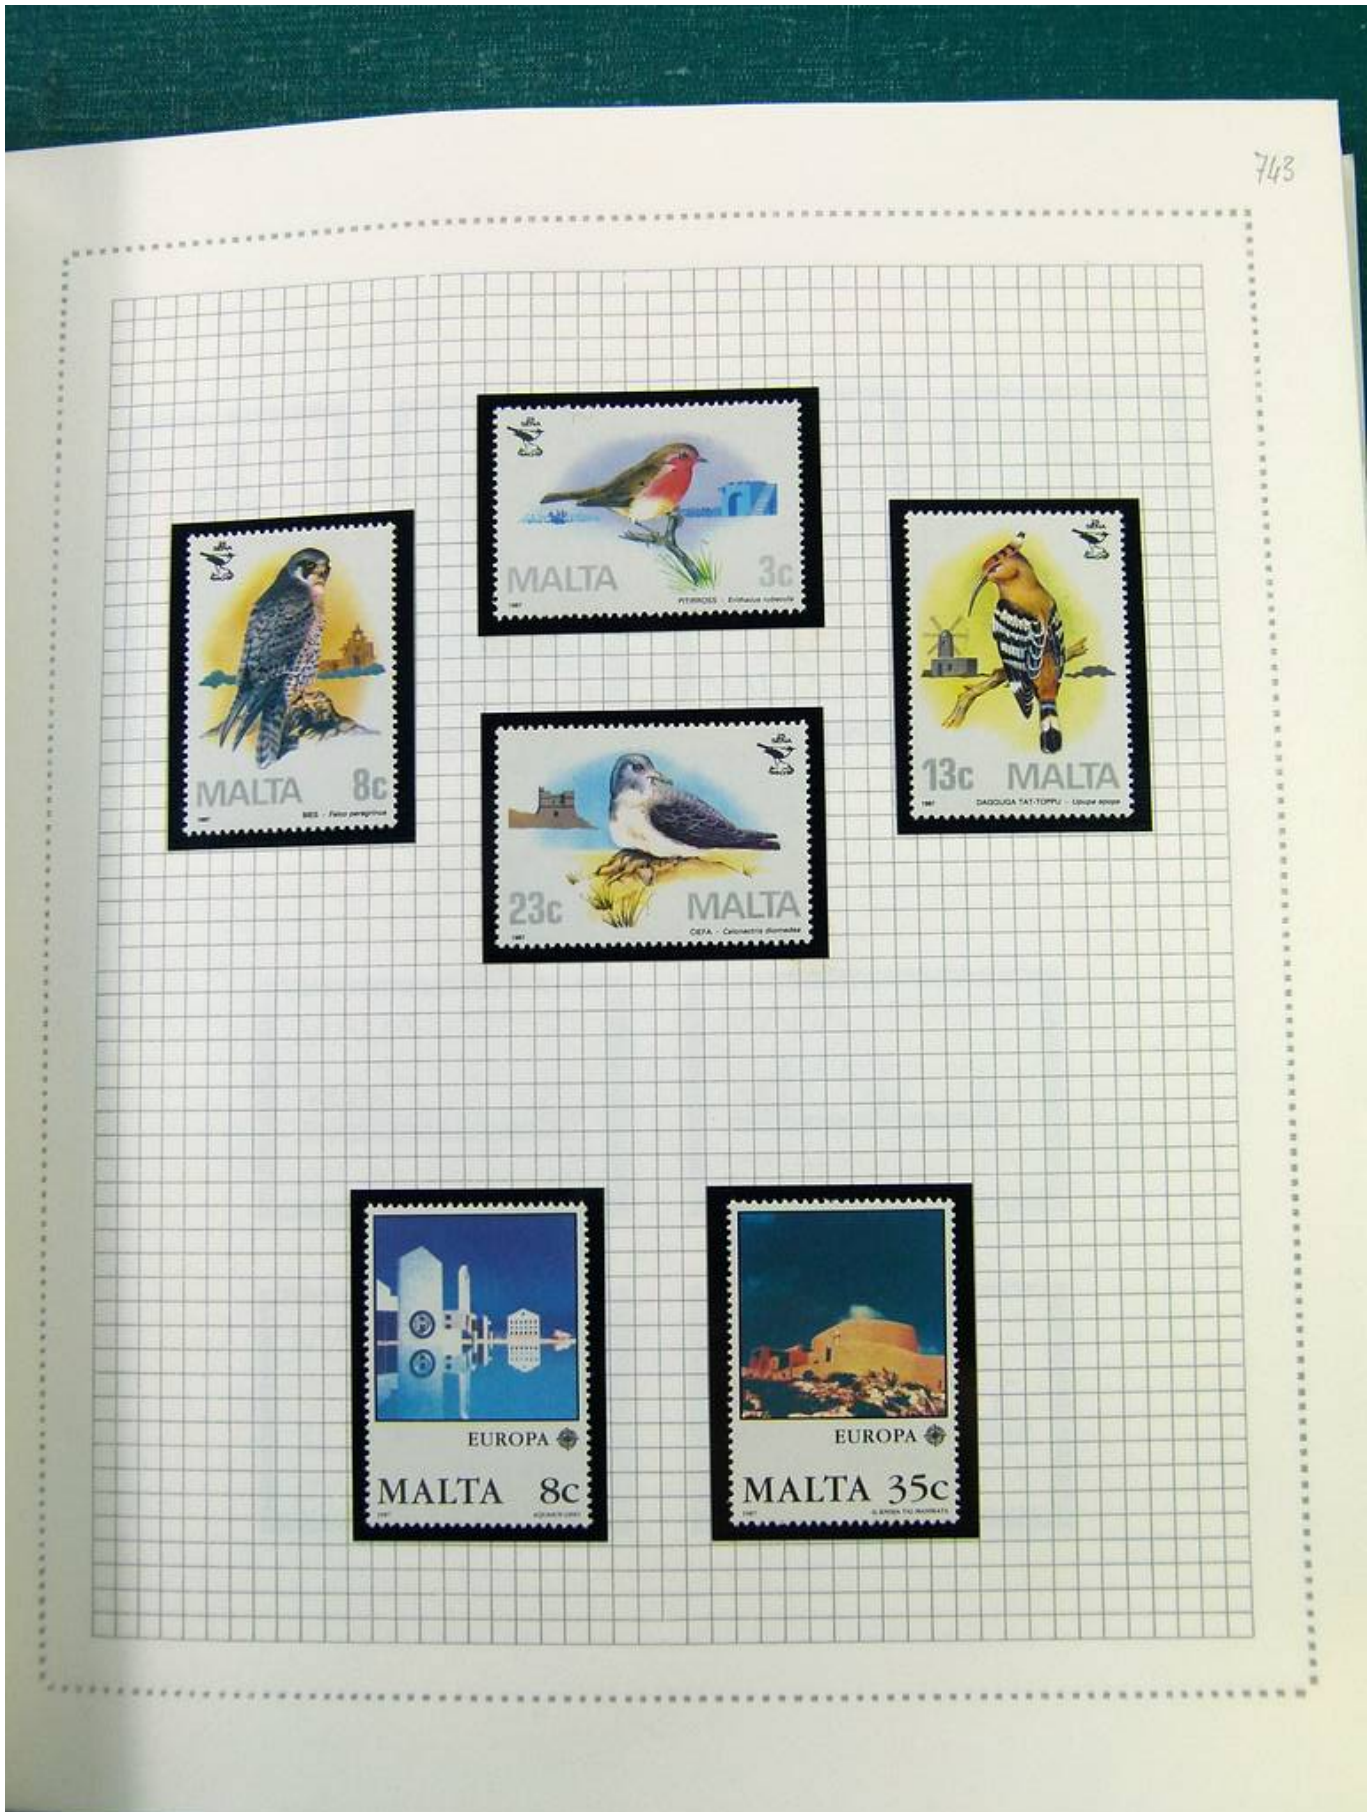 743
MALTA 3c
1987
PITIRROSS - Erithacus rubecula
MALTA 8c
1987
BIES - Falco peregrinus
13c MALTA
1987
DAQQUQA TAT-TOPPU - Upupa epops
23c MALTA
1987
ĊIEFA - Calonectris diomedea
EUROPA
MALTA 8c
1987
EUROPA
MALTA 35c
1987